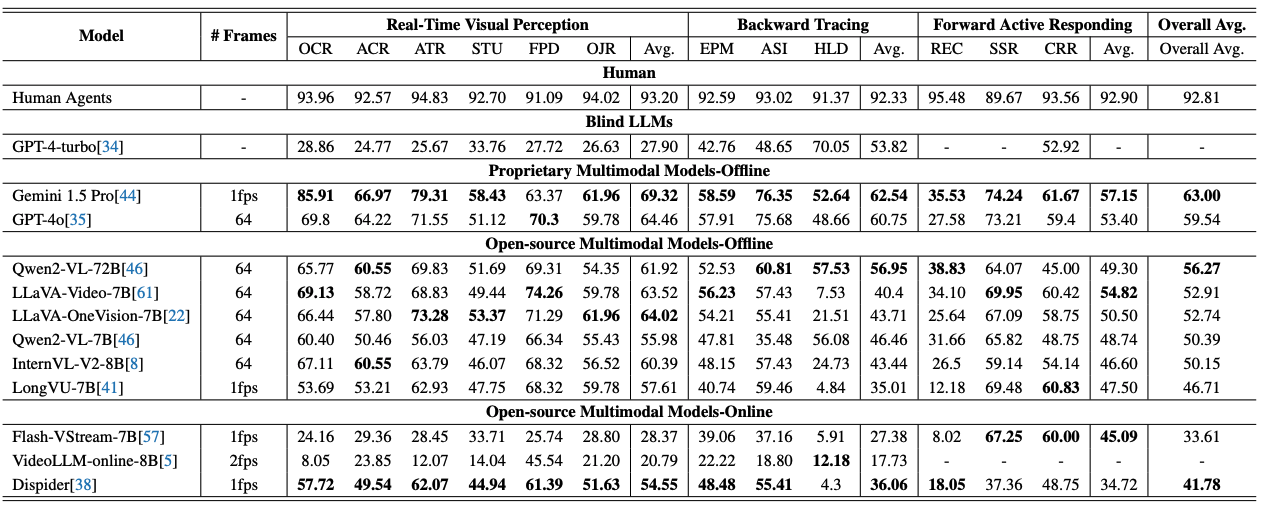 Model # Frames Real-Time Visual Perception Backward Tracing Forward Active Responding Overall Avg.
OCR ACR ATR STU FPD OJR Avg. EPM ASI HLD Avg. REC SSR CRR Avg. Overall Avg.
Human
Human Agents - 93.96 92.57 94.83 92.70 91.09 94.02 93.20 92.59 93.02 91.37 92.33 95.48 89.67 93.56 92.90 92.81
Blind LLMs
GPT-4-turbo[34] - 28.86 24.77 25.67 33.76 27.72 26.63 27.90 42.76 48.65 70.05 53.82 - - 52.92 - -
Proprietary Multimodal Models-Offline
Gemini 1.5 Pro[44] 1fps 85.91 66.97 79.31 58.43 63.37 61.96 69.32 58.59 76.35 52.64 62.54 35.53 74.24 61.67 57.15 63.00
GPT-4o[35] 64 69.8 64.22 71.55 51.12 70.3 59.78 64.46 57.91 75.68 48.66 60.75 27.58 73.21 59.4 53.40 59.54
Open-source Multimodal Models-Offline
Qwen2-VL-72B[46] 64 65.77 60.55 69.83 51.69 69.31 54.35 61.92 52.53 60.81 57.53 56.95 38.83 64.07 45.00 49.30 56.27
LLaVA-Video-7B[61] 64 69.13 58.72 68.83 49.44 74.26 59.78 63.52 56.23 57.43 7.53 40.4 34.10 69.95 60.42 54.82 52.91
LLaVA-OneVision-7B[22] 64 66.44 57.80 73.28 53.37 71.29 61.96 64.02 54.21 55.41 21.51 43.71 25.64 67.09 58.75 50.50 52.74
Qwen2-VL-7B[46] 64 60.40 50.46 56.03 47.19 66.34 55.43 55.98 47.81 35.48 56.08 46.46 31.66 65.82 48.75 48.74 50.39
InternVL-V2-8B[8] 64 67.11 60.55 63.79 46.07 68.32 56.52 60.39 48.15 57.43 24.73 43.44 26.5 59.14 54.14 46.60 50.15
LongVU-7B[41] 1fps 53.69 53.21 62.93 47.75 68.32 59.78 57.61 40.74 59.46 4.84 35.01 12.18 69.48 60.83 47.50 46.71
Open-source Multimodal Models-Online
Flash-VStream-7B[57] 1fps 24.16 29.36 28.45 33.71 25.74 28.80 28.37 39.06 37.16 5.91 27.38 8.02 67.25 60.00 45.09 33.61
VideoLLM-online-8B[5] 2fps 8.05 23.85 12.07 14.04 45.54 21.20 20.79 22.22 18.80 12.18 17.73 - - - - -
Dispider[38] 1fps 57.72 49.54 62.07 44.94 61.39 51.63 54.55 48.48 55.41 4.3 36.06 18.05 37.36 48.75 34.72 41.78